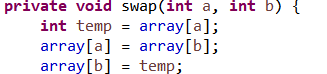 private void swap(int a, int b) {
    int temp = array[a];
    array[a] = array[b];
    array[b] = temp;